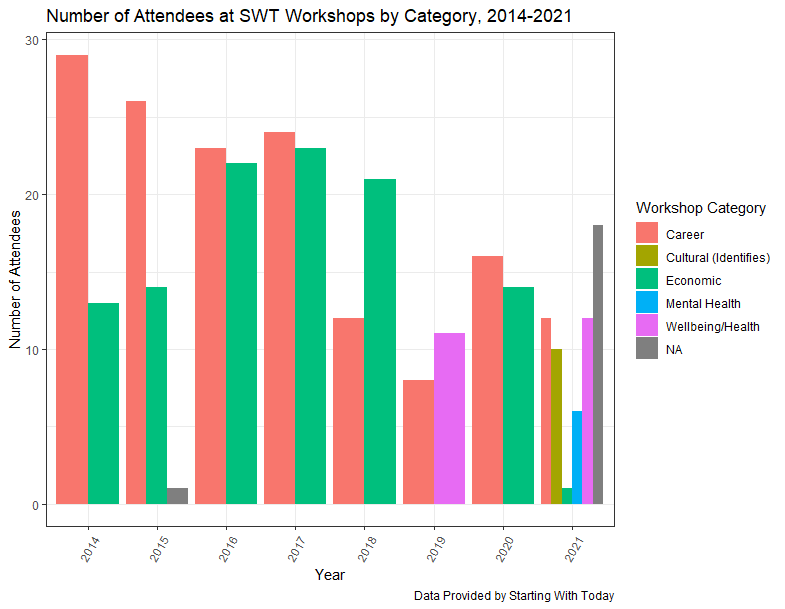 Number of Attendees at SWT Workshops by Category, 2014-2021
30
20
10
0
Number of Attendees
2014
2015
2016
2017
2018
2019
2020
2021
Year
Workshop Category
Career
Cultural (Identifies)
Economic
Mental Health
Wellbeing/Health
NA
Data Provided by Starting With Today